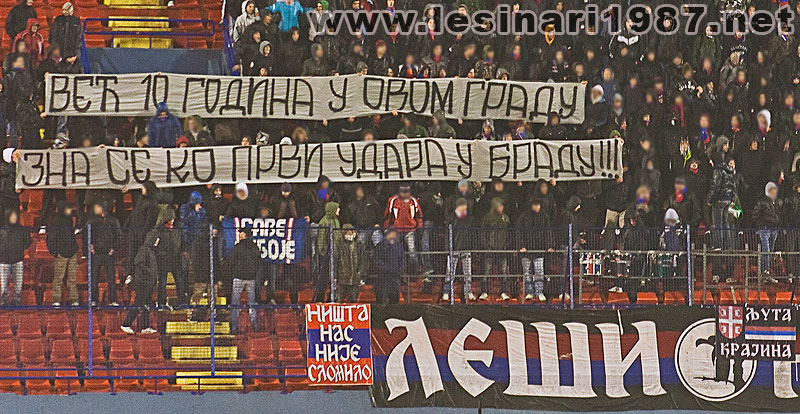 www.lesinari1987.net
ВЕЋ 10 ГОДИНА У ОВОМ ГРАДУ
ЗНА СЕ КО ПРВИ УДАРА У БРАДУ!!!
НИШТА
НАС
НИЈЕ
СЛОМИЛО
ЛЕШИ
ЉУТА
КРАЈИНА